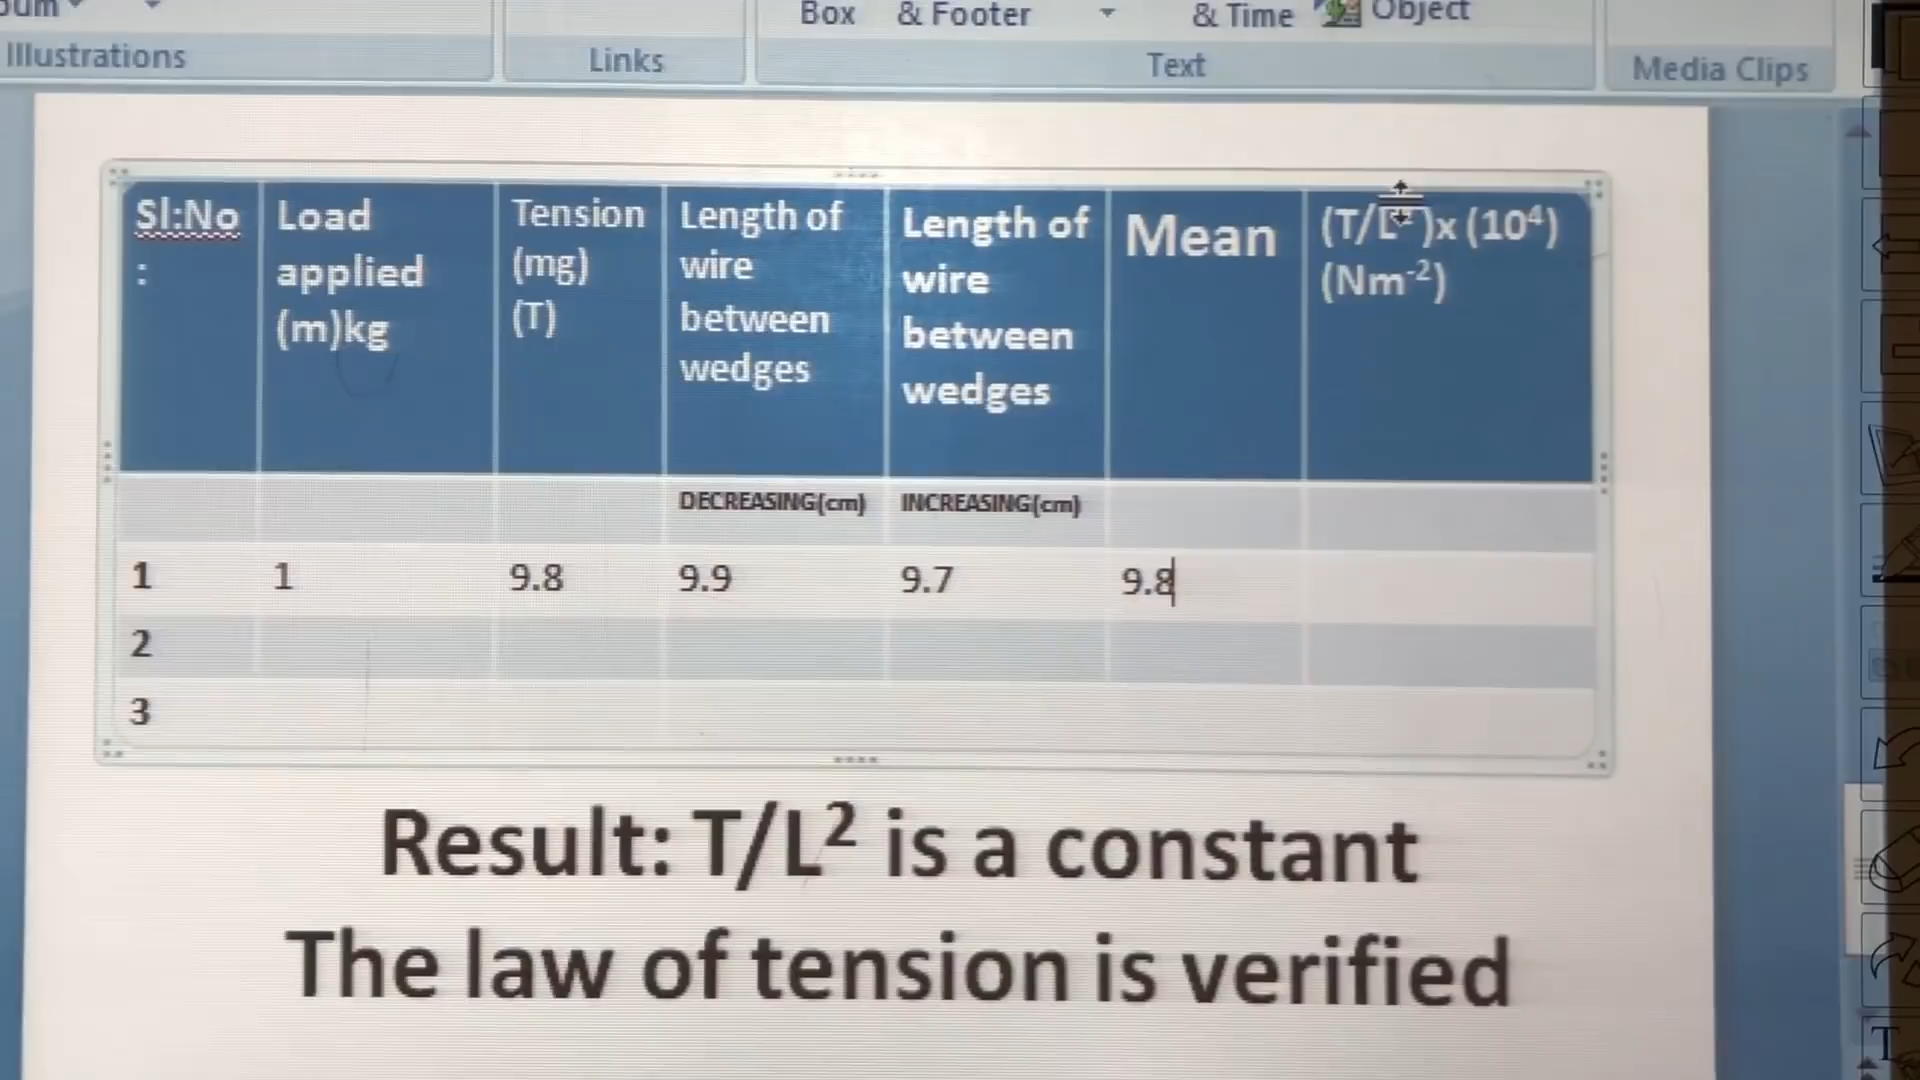 Box & Footer & Time Object
Illustrations Links Text Media Clips
Sl:No
:
Load
applied
(m)kg
Tension
(mg)
(T)
Length of
wire
between
wedges
Length of
wire
between
wedges
Mean
(T/L²)x (10⁴)
(Nm⁻²)
DECREASING(cm) INCREASING(cm)
1 1 9.8 9.9 9.7 9.8
2
3
Result: T/L² is a constant
The law of tension is verified
T